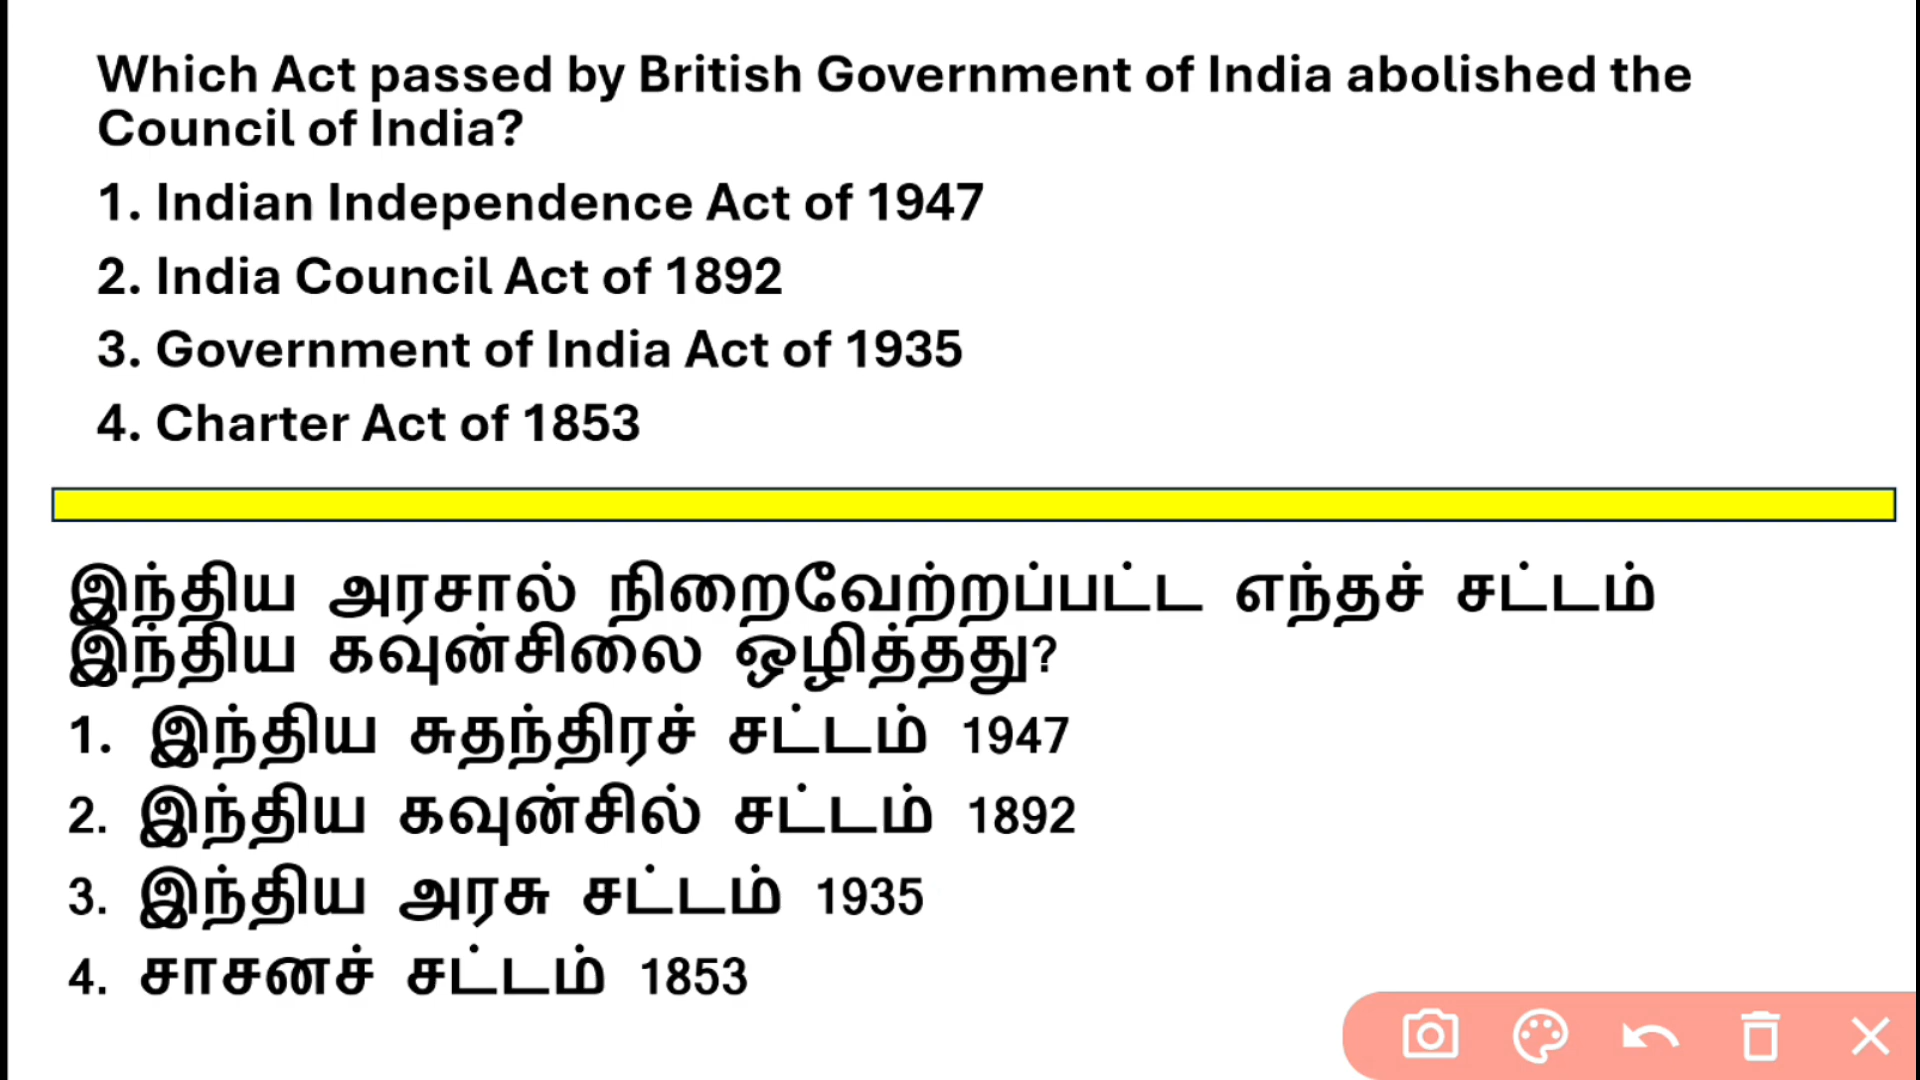 Which Act passed by British Government of India abolished the
Council of India?
1. Indian Independence Act of 1947
2. India Council Act of 1892
3. Government of India Act of 1935
4. Charter Act of 1853
இந்திய அரசால் நிறைவேற்றப்பட்ட எந்தச் சட்டம்
இந்திய கவுன்சிலை ஒழித்தது?
1. இந்திய சுதந்திரச் சட்டம் 1947
2. இந்திய கவுன்சில் சட்டம் 1892
3. இந்திய அரசு சட்டம் 1935
4. சாசனச் சட்டம் 1853